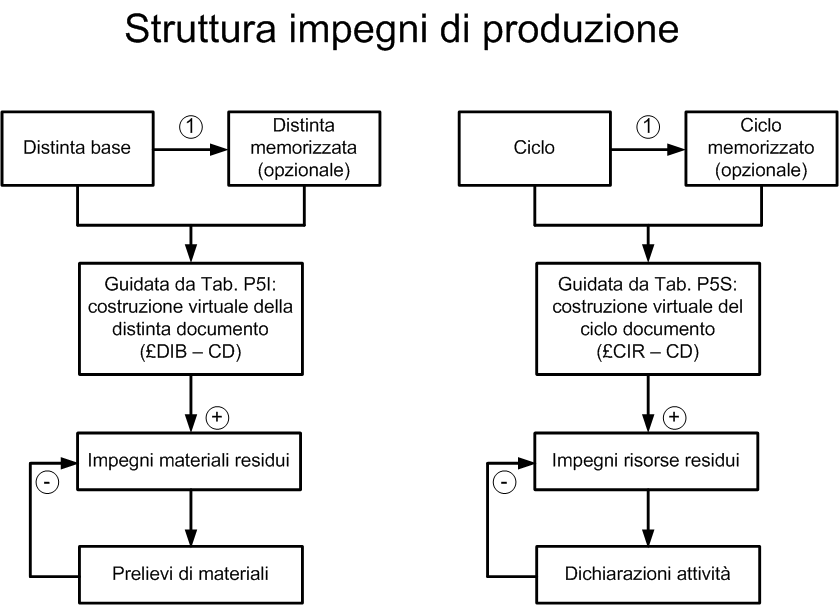 Struttura impegni di produzione
Distinta base
1
Distinta
memorizzata
(opzionale)
Guidata da Tab. P5I:
costruzione virtuale della
distinta documento
(£DIB – CD)
+
Impegni materiali residui
-
Prelievi di materiali
Ciclo
1
Ciclo
memorizzato
(opzionale)
Guidata da Tab. P5S:
costruzione virtuale del
ciclo documento
(£CIR – CD)
+
Impegni risorse residui
-
Dichiarazioni attività